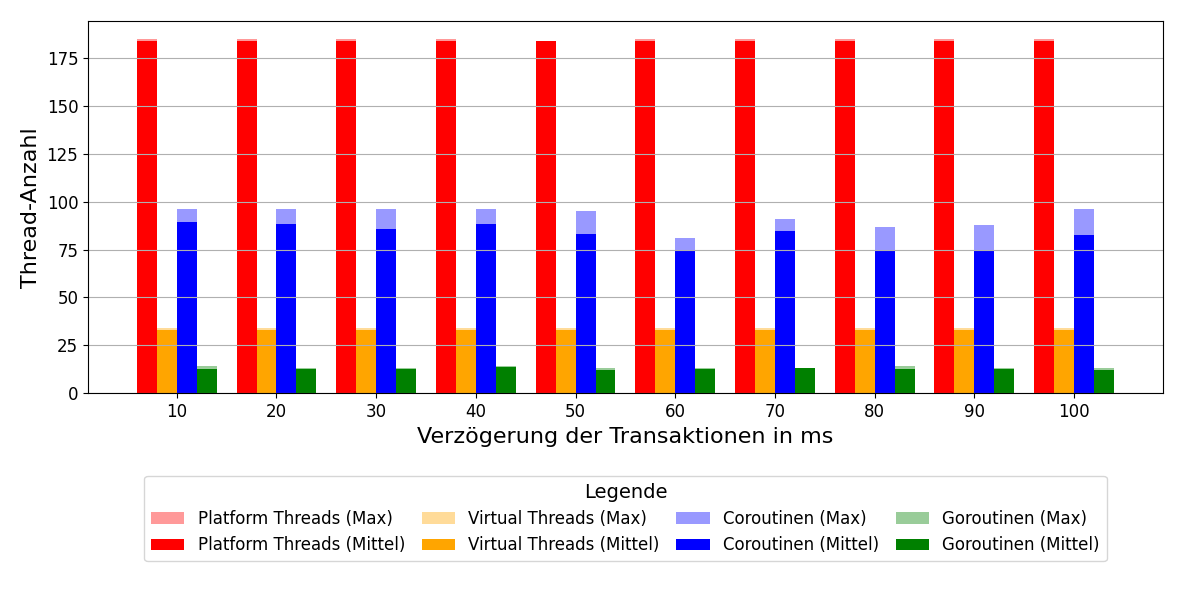 Thread-Anzahl
175
150
125
100
75
50
25
0
10 20 30 40 50 60 70 80 90 100
Verzögerung der Transaktionen in ms
Legende
Platform Threads (Max) Virtual Threads (Max) Coroutinen (Max) Goroutinen (Max)
Platform Threads (Mittel) Virtual Threads (Mittel) Coroutinen (Mittel) Goroutinen (Mittel)